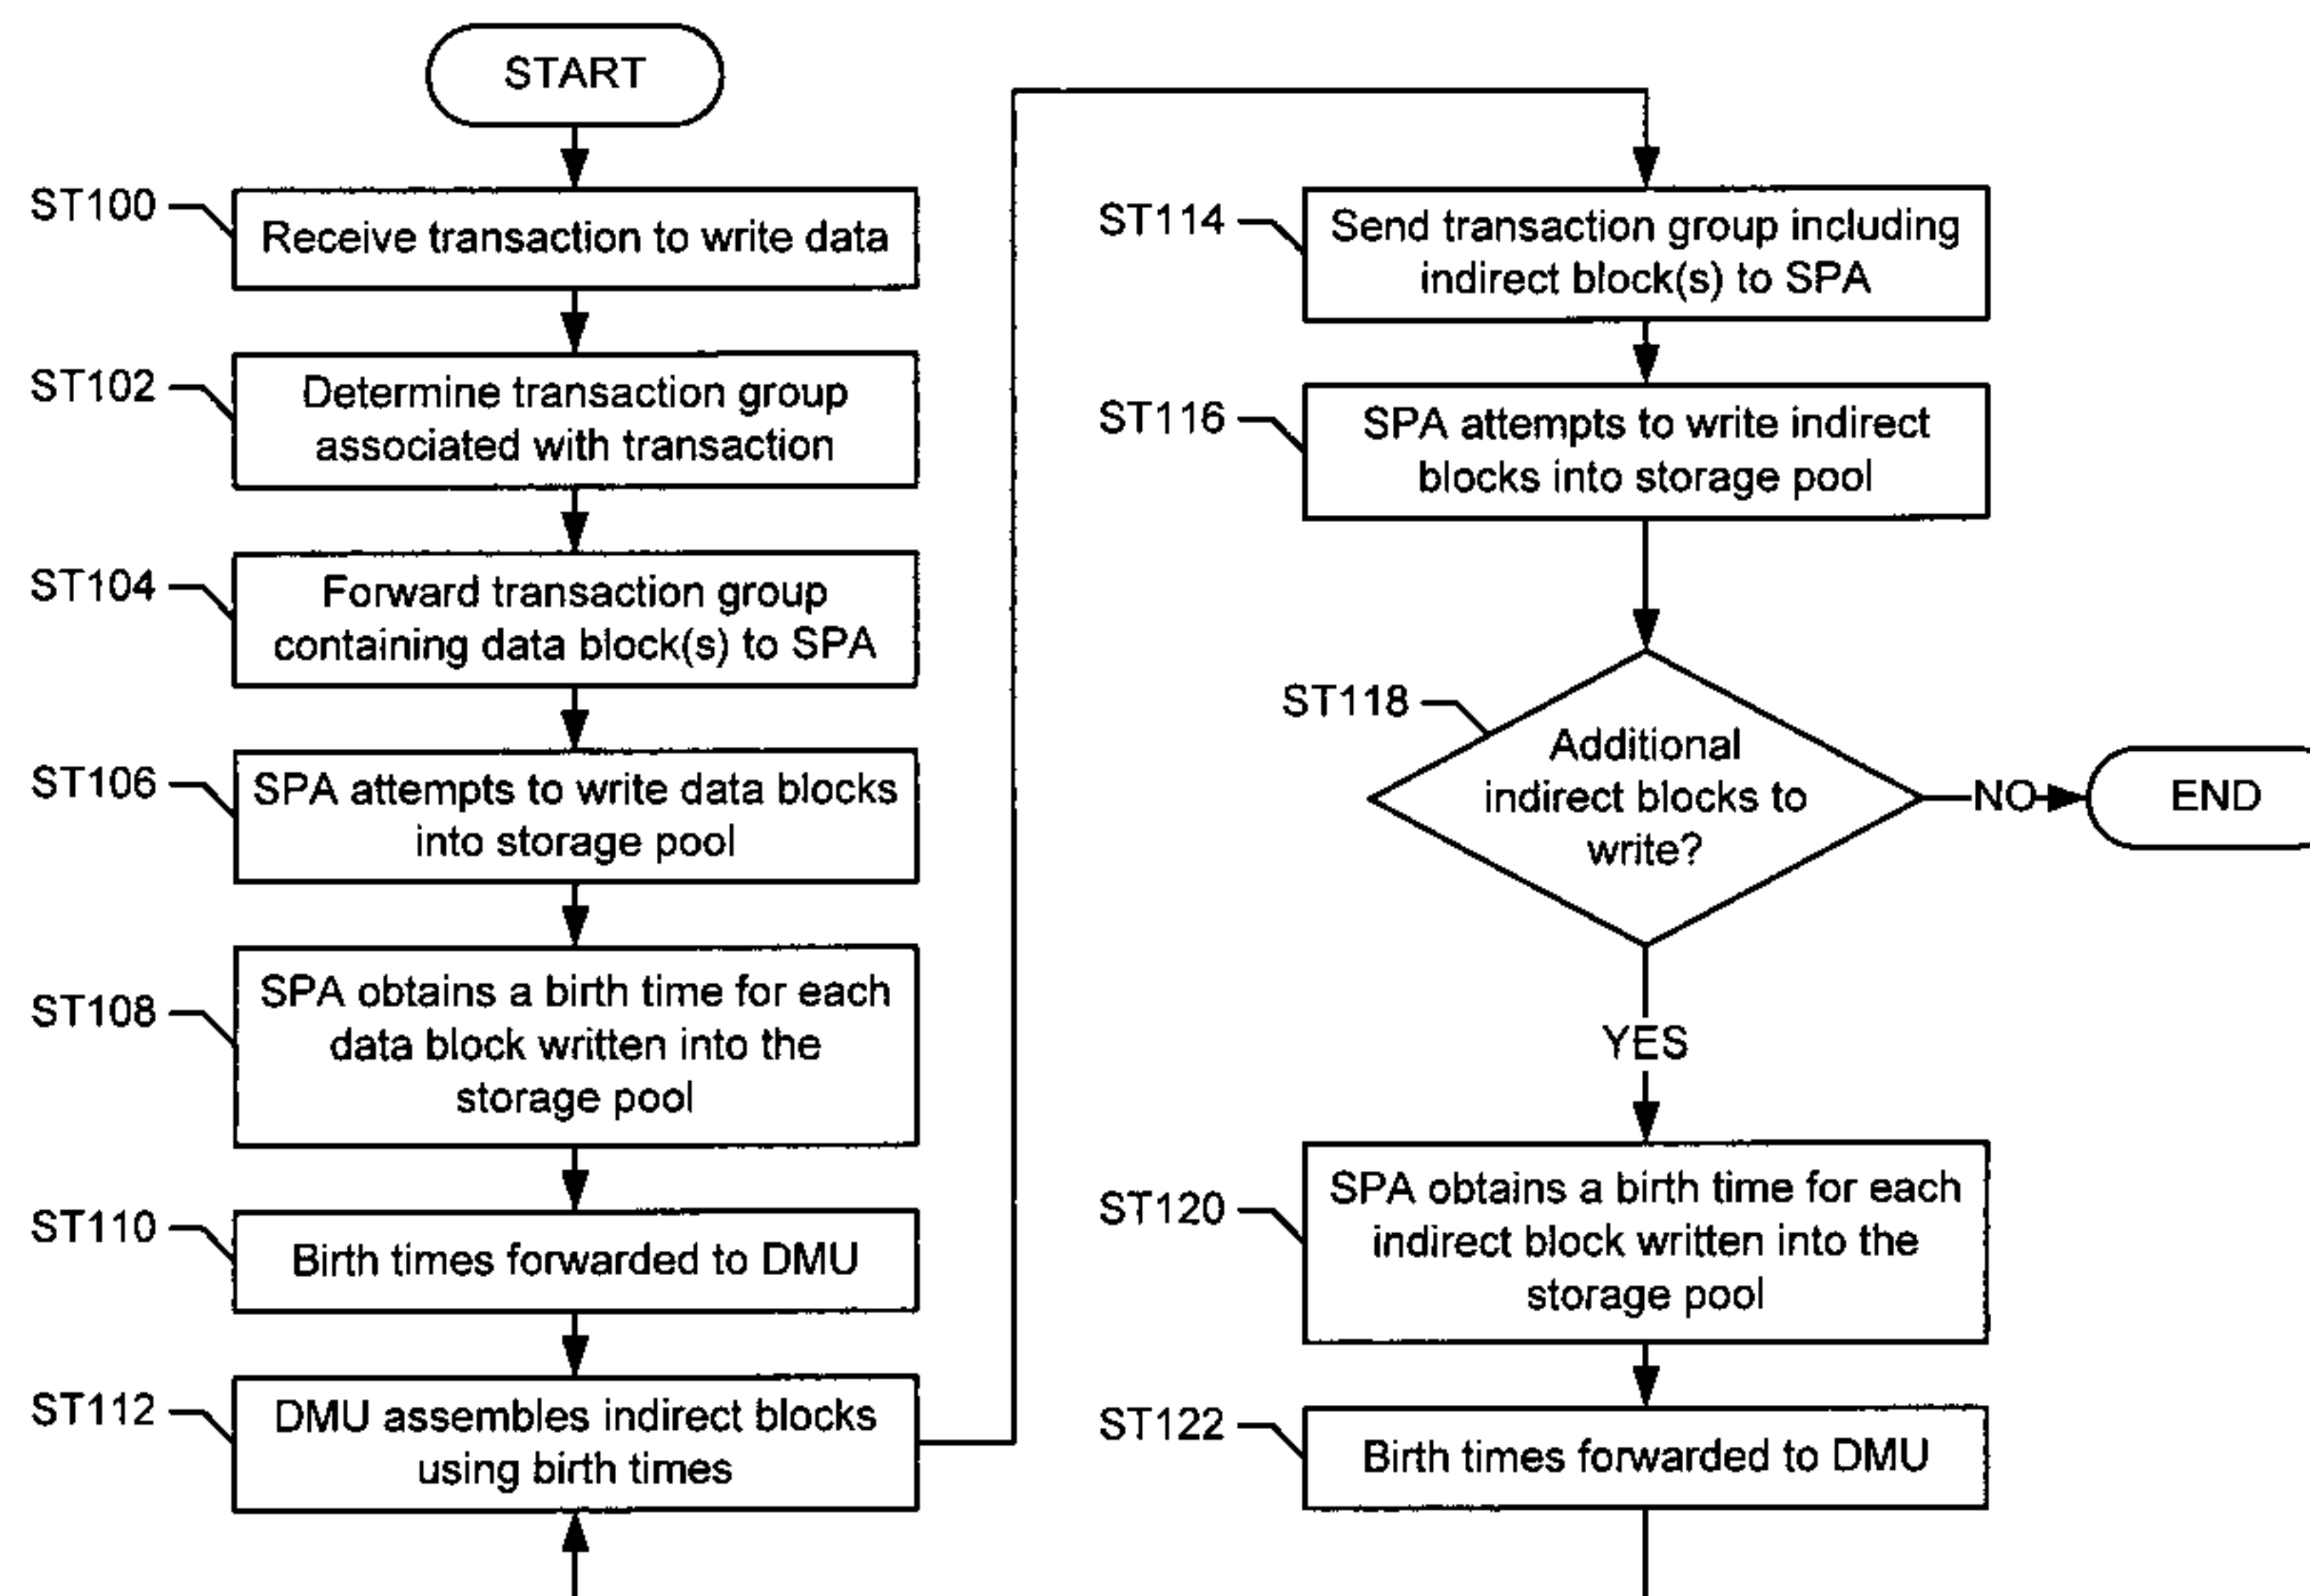 START
ST100
Receive transaction to write data
ST102
Determine transaction group
associated with transaction
ST104
Forward transaction group
containing data block(s) to SPA
ST106
SPA attempts to write data blocks
into storage pool
ST108
SPA obtains a birth time for each
data block written into the
storage pool
ST110
Birth times forwarded to DMU
ST112
DMU assembles indirect blocks
using birth times
ST114
Send transaction group including
indirect block(s) to SPA
ST116
SPA attempts to write indirect
blocks into storage pool
ST118
Additional
indirect blocks to
write?
NO
END
YES
ST120
SPA obtains a birth time for each
indirect block written into the
storage pool
ST122
Birth times forwarded to DMU